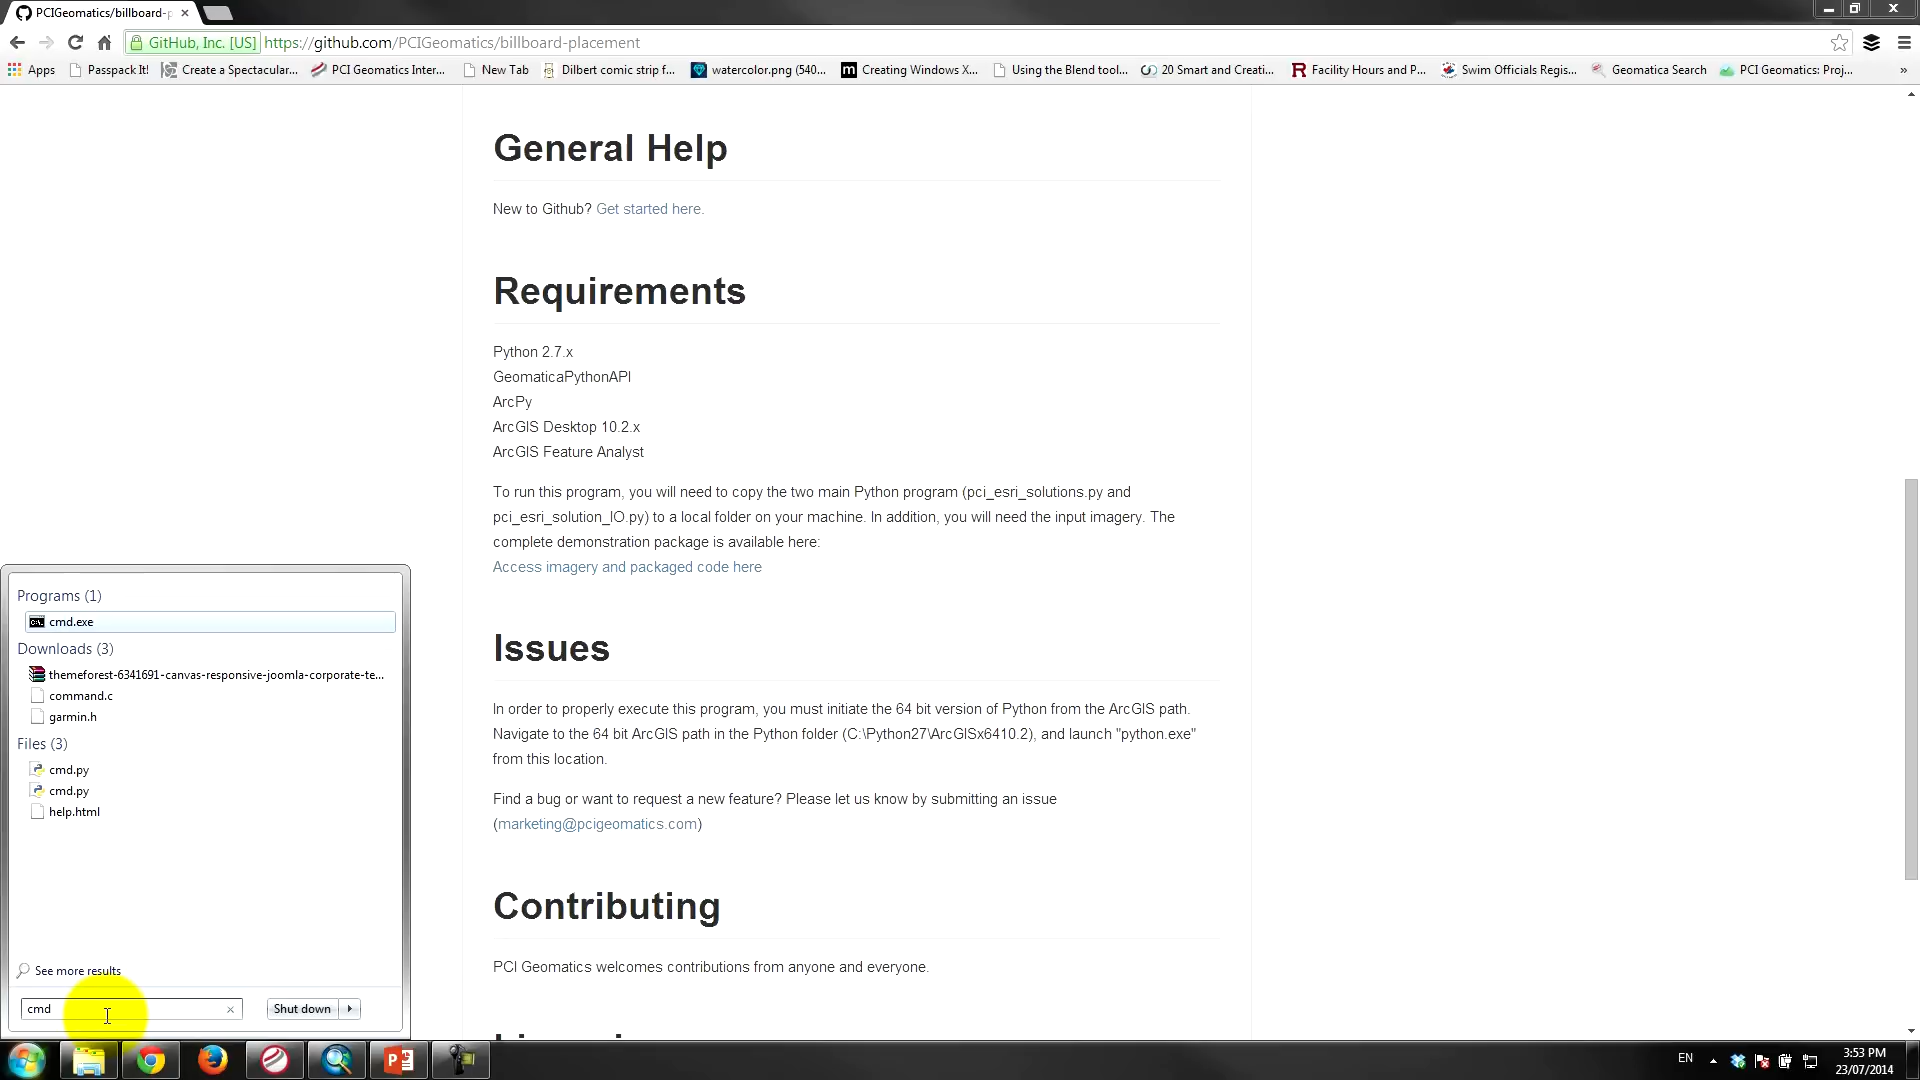 PCIGeomatics/billboard-p
GitHub, Inc. [US] https://github.com/PCIGeomatics/billboard-placement
Apps Passpack It! Create a Spectacular... PCI Geomatics Inter... New Tab Dilbert comic strip f... watercolor.png (540... Creating Windows X... Using the Blend tool... 20 Smart and Creati... Facility Hours and P... Swim Officials Regis... Geomatica Search PCI Geomatics: Proj... »
General Help
New to Github? Get started here.
Requirements
Python 2.7.x
GeomaticaPythonAPI
ArcPy
ArcGIS Desktop 10.2.x
ArcGIS Feature Analyst
To run this program, you will need to copy the two main Python program (pci_esri_solutions.py and
pci_esri_solution_IO.py) to a local folder on your machine. In addition, you will need the input imagery. The
complete demonstration package is available here:
Access imagery and packaged code here
Issues
In order to properly execute this program, you must initiate the 64 bit version of Python from the ArcGIS path.
Navigate to the 64 bit ArcGIS path in the Python folder (C:\Python27\ArcGISx6410.2), and launch "python.exe"
from this location.
Find a bug or want to request a new feature? Please let us know by submitting an issue
(marketing@pcigeomatics.com)
Contributing
PCI Geomatics welcomes contributions from anyone and everyone.
Programs (1)
cmd.exe
Downloads (3)
themeforest-6341691-canvas-responsive-joomla-corporate-te...
command.c
garmin.h
Files (3)
cmd.py
cmd.py
help.html
See more results
cmd
Shut down
EN
3:53 PM
23/07/2014